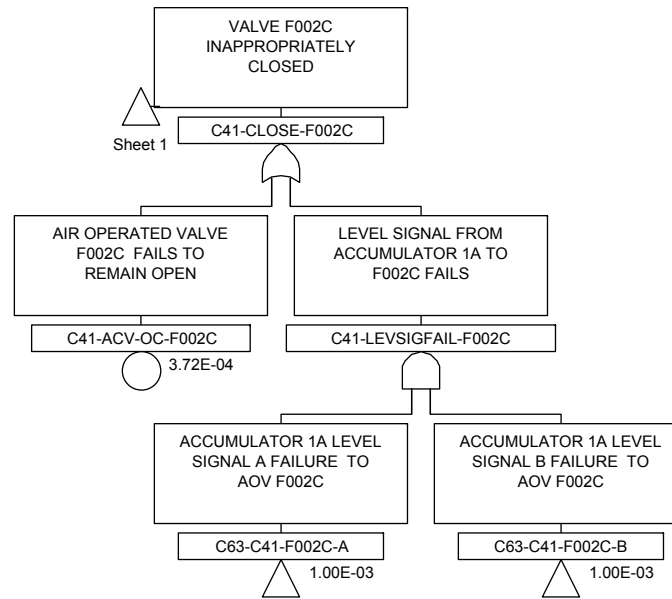 VALVE F002C
INAPPROPRIATELY
CLOSED
Sheet 1
C41-CLOSE-F002C
AIR OPERATED VALVE
F002C FAILS TO
REMAIN OPEN
C41-ACV-OC-F002C
3.72E-04
LEVEL SIGNAL FROM
ACCUMULATOR 1A TO
F002C FAILS
C41-LEVSIGFAIL-F002C
ACCUMULATOR 1A LEVEL
SIGNAL A FAILURE TO
AOV F002C
C63-C41-F002C-A
1.00E-03
ACCUMULATOR 1A LEVEL
SIGNAL B FAILURE TO
AOV F002C
C63-C41-F002C-B
1.00E-03